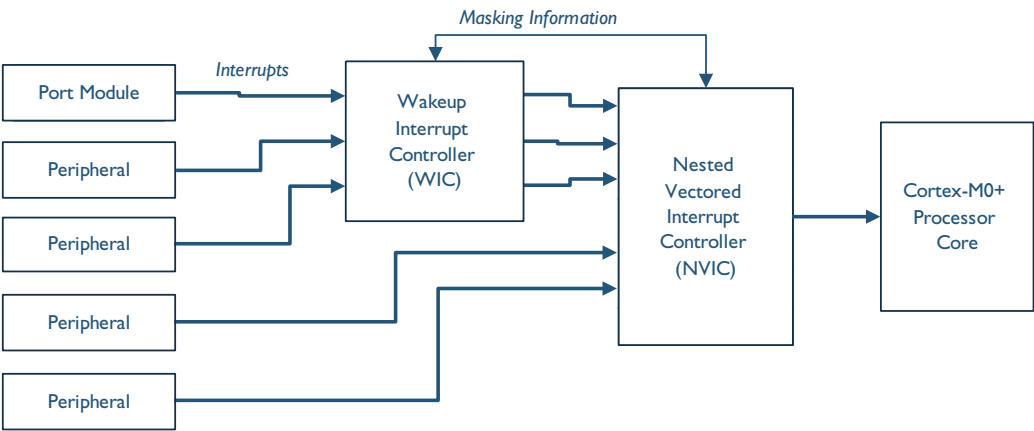 Masking Information
Interrupts
Port Module
Peripheral
Peripheral
Peripheral
Peripheral
Wakeup
Interrupt
Controller
(WIC)
Nested
Vectored
Interrupt
Controller
(NVIC)
Cortex-M0+
Processor
Core